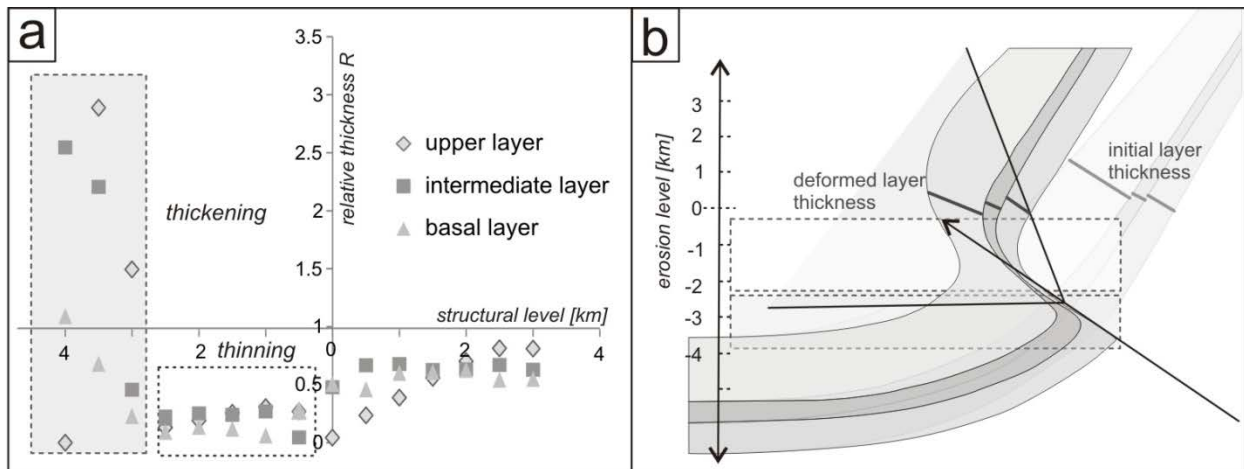 a
3.5
3
2.5
2
1.5
1
0.5
0
relative thickness R
upper layer
intermediate layer
basal layer
thickening
structural level [km]
4
2
0
2
4
thinning
b
3
2
1
0
-1
-2
-3
-4
erosion level [km]
deformed layer
thickness
initial layer
thickness